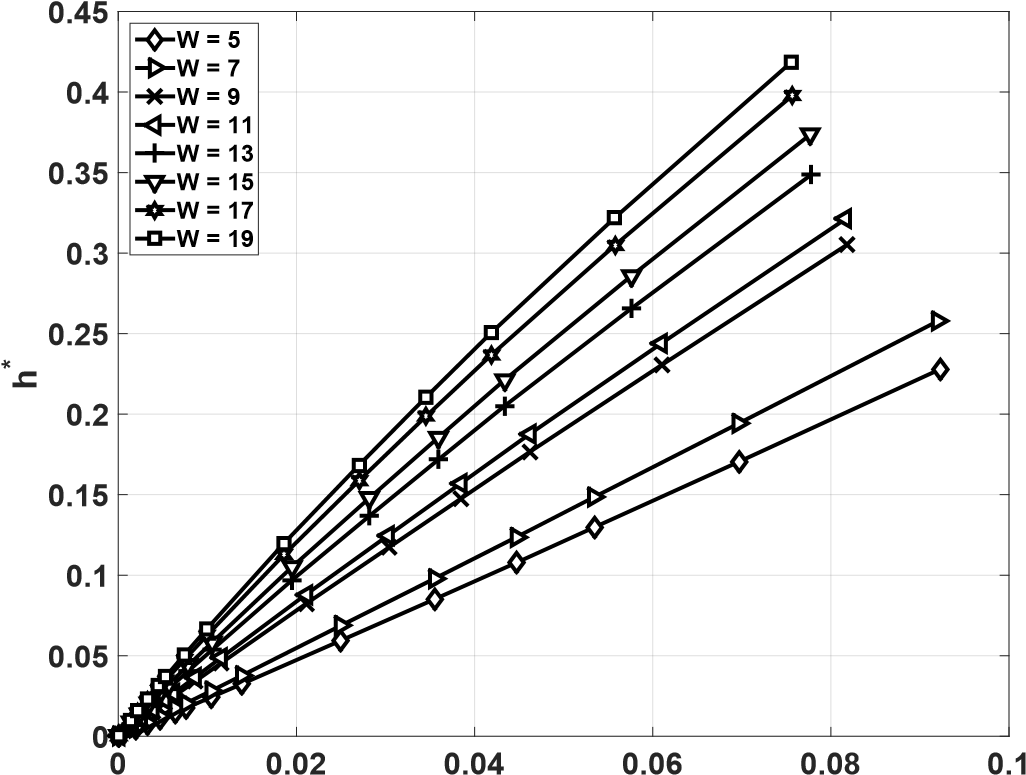 0.45
0.4
0.35
0.3
0.25
0.2
0.15
0.1
0.05
0
h*
W = 5
W = 7
W = 9
W = 11
W = 13
W = 15
W = 17
W = 19
0 0.02 0.04 0.06 0.08 0.1